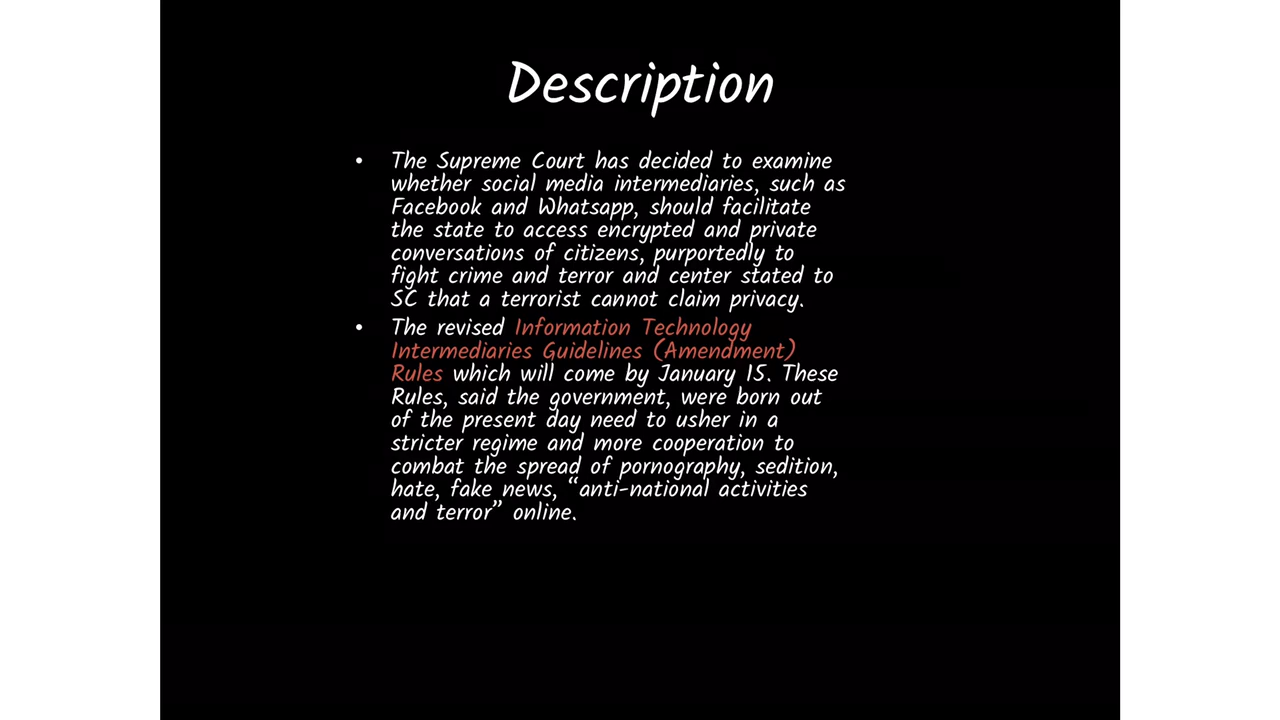 Description
• The Supreme Court has decided to examine
whether social media intermediaries, such as
Facebook and Whatsapp, should facilitate
the state to access encrypted and private
conversations of citizens, purportedly to
fight crime and terror and center stated to
SC that a terrorist cannot claim privacy.
• The revised Information Technology
Intermediaries Guidelines (Amendment)
Rules which will come by January 15. These
Rules, said the government, were born out
of the present day need to usher in a
stricter regime and more cooperation to
combat the spread of pornography, sedition,
hate, fake news, “anti-national activities
and terror” online.